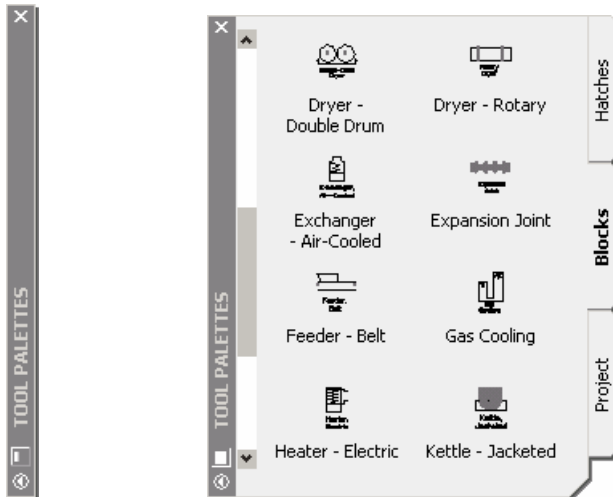 TOOL PALETTES
TOOL PALETTES
Dryer -
Double Drum
Dryer - Rotary
Exchanger
- Air-Cooled
Expansion Joint
Feeder - Belt
Gas Cooling
Heater - Electric
Kettle - Jacketed
Hatches
Blocks
Project